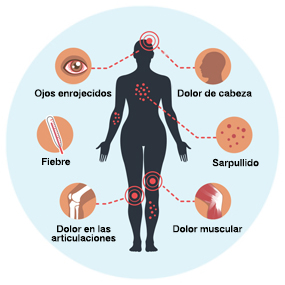 Ojos enrojecidos
Dolor de cabeza
Fiebre
Sarpullido
Dolor en las
articulaciones
Dolor muscular